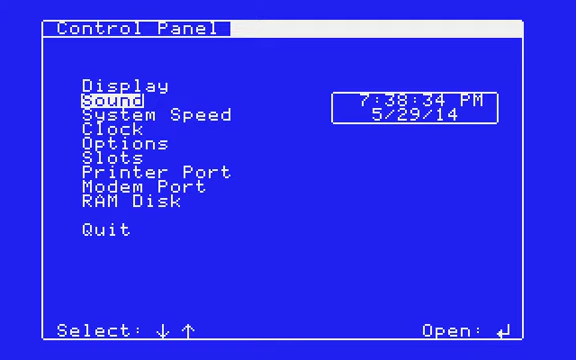 Control Panel
Display
Sound
7:38:34 PM
System Speed
5/29/14
Clock
Options
Slots
Printer Port
Modem Port
RAM Disk
Quit
Select: ↓ ↑
Open: ↵